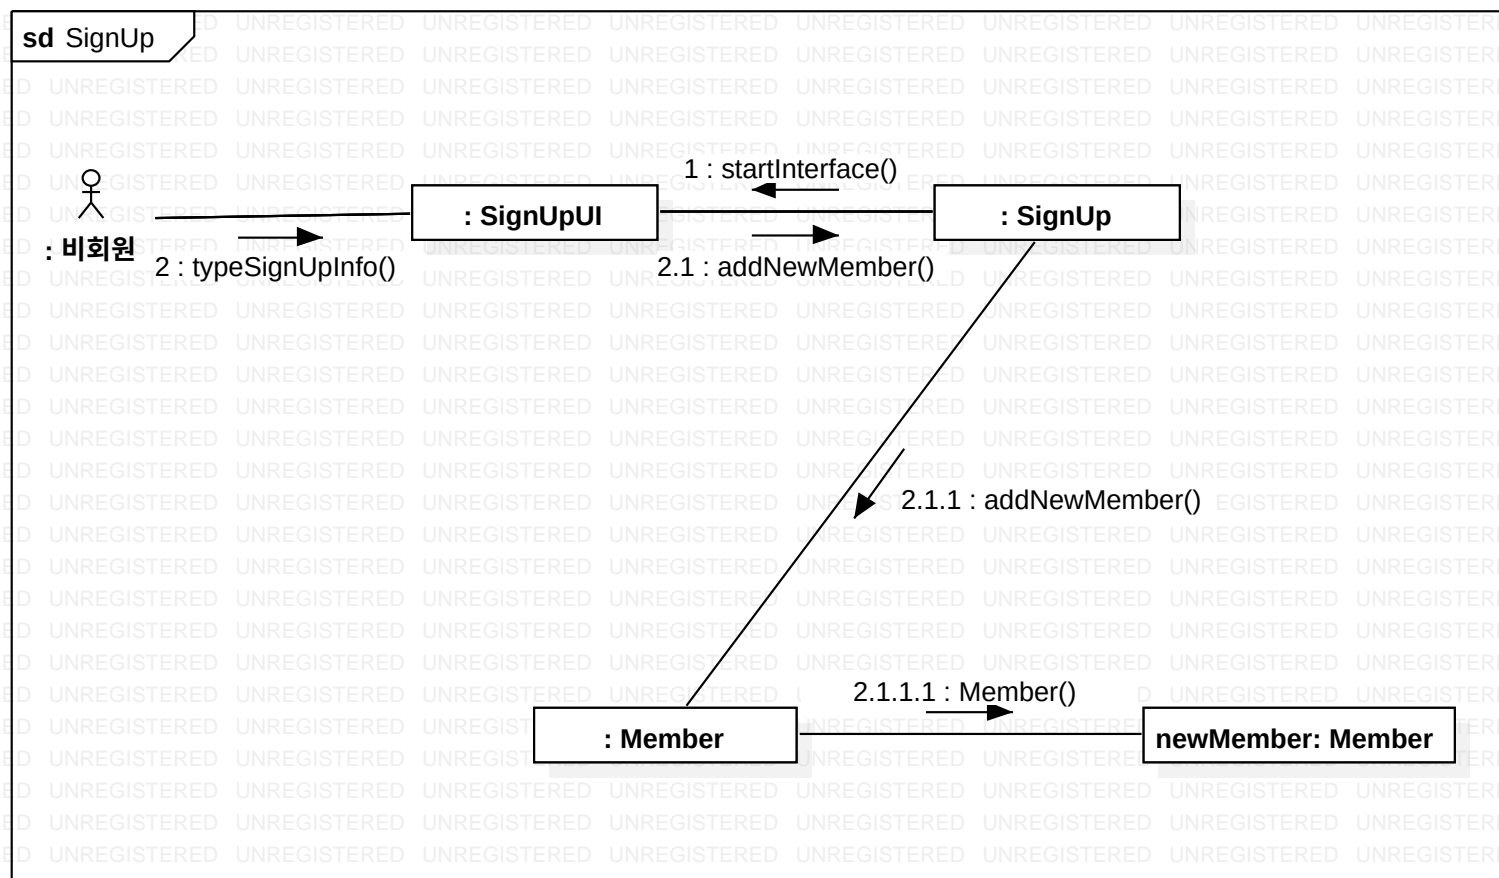 sd SignUp
1 : startInterface()
: SignUpUI
: SignUp
: 비회원
2 : typeSignUpInfo()
2.1 : addNewMember()
2.1.1 : addNewMember()
2.1.1.1 : Member()
: Member
newMember: Member
UNREGISTERED